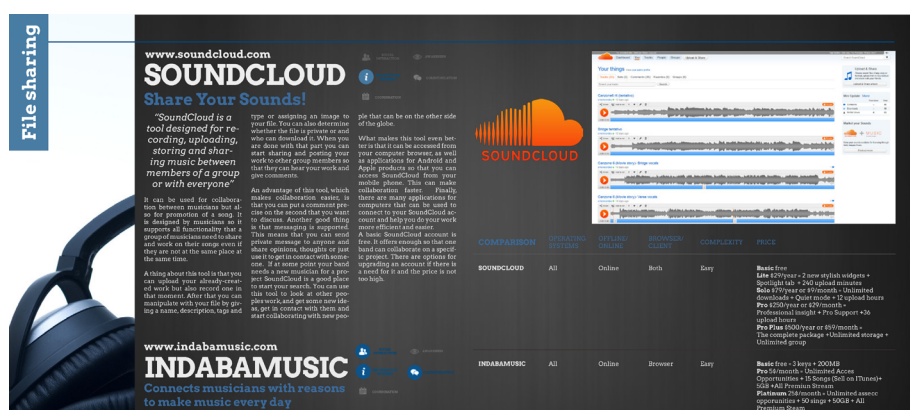 File sharing
www.soundcloud.com
SOUNDCLOUD
Share Your Sounds!
"SoundCloud is a
tool designed for re-
cording, uploading,
storing and shar-
ing music between
members of a group
or with everyone"
It can be used for collabora-
tion between musicians but al-
so for promotion of a song. It
is designed by musicians so it
supports all functionality that a
group of musicians need to share
and work on their songs even if
they are not at the same place at
the same time.
A thing about this tool is that you
can upload your already-creat-
ed work but also record one in
that moment. After that you can
manipulate with your file by giv-
ing a name, description, tags and
type or assigning an image to
your file. You can also determine
whether the file is private or and
who can download it. When you
are done with that part you can
start sharing and posting your
work to other group members so
that they can hear your work and
give comments.
An advantage of this tool, which
makes collaboration easier, is
that you can put a comment pre-
cise on the second that you want
to discuss. Another good thing
is that messaging is supported.
This means that you can send
private message to anyone and
share opinions, thoughts or just
use it to get in contact with some-
one. If at some point your band
needs a new musician for a pro-
ject SoundCloud is a good place
to start your search. You can use
this tool to look at other peo-
ples work, and get some new ide-
as, get in contact with them and
start collaborating with new peo-
ple that can be on the other side
of the globe.
What makes this tool even bet-
ter is that it can be accessed from
your computer browser, as well
as applications for Android and
Apple products so that you can
access SoundCloud from your
mobile phone. This can make
collaboration faster. Finally,
there are many applications for
computers that can be used to
connect to your SoundCloud ac-
count and help you do your work
more efficient and easier.
A basic SoundCloud account is
free. It offers enough so that one
band can collaborate on a specif-
ic project. There are options for
upgrading an account if there is
a need for it and the price is not
too high.
SOUNDCLOUD
Your things
COMPARISON OPERATING SYSTEMS OFFLINE/ ONLINE BROWSER/ CLIENT COMPLEXITY PRICE
SOUNDCLOUD All Online Both Easy Basic free
Lite $29/year • 2 new stylish widgets +
Spotlight tab + 240 upload minutes
Solo $79/year or $9/month • Unlimited
downloads + Quiet mode + 12 upload hours
Pro $250/year or $29/month •
Professional insight + Pro Support +36
upload hours
Pro Plus $500/year or $59/month •
The complete package +Unlimited storage +
Unlimited group
www.indabamusic.com
INDABAMUSIC
Connects musicians with reasons
to make music every day
INDABAMUSIC All Online Browser Easy Basic free • 3 keys + 200MB
Pro 5$/month • Unlimited Acces
Opportunities + 15 Songs (Sell on ITunes)+
5GB +All Premiun Stream
Platinum 25$/month • Unlimited assecc
opporunities + 50 sings + 50GB + All
Premium Steam